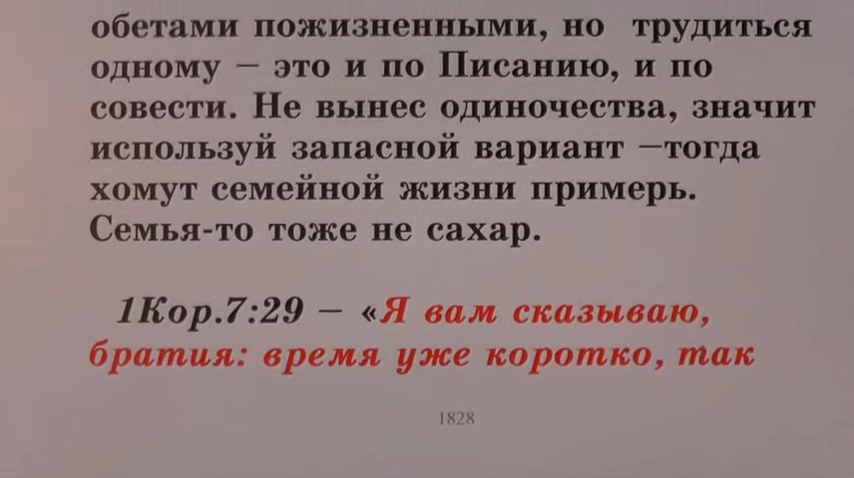 обетами пожизненными, но трудиться
одному – это и по Писанию, и по
совести. Не вынес одиночества, значит
используй запасной вариант –тогда
хомут семейной жизни примерь.
Семья-то тоже не сахар.
1Кор.7:29 – «Я вам сказываю,
братия: время уже коротко, так
1828